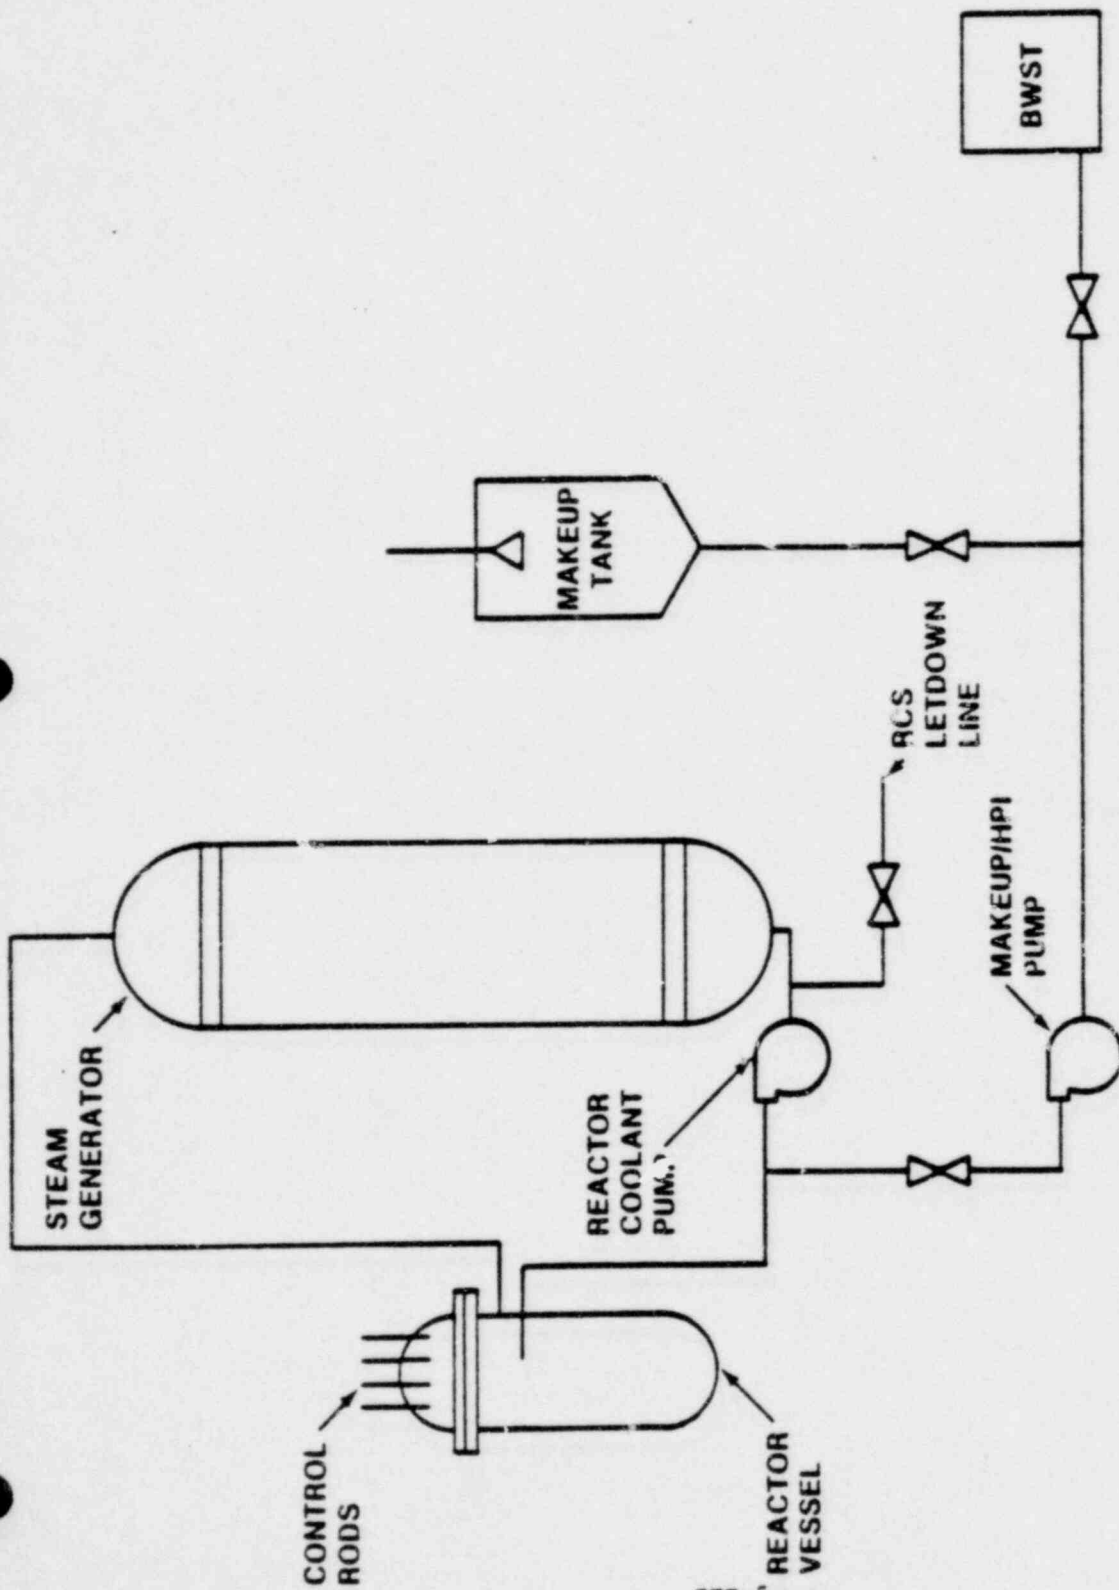 STEAM
GENERATOR
CONTROL
RODS
REACTOR
VESSEL
REACTOR
COOLANT
MAKEUP
TANK
RCS
LETDOWN
LINE
MAKEUP/HPI
PUMP
BWST